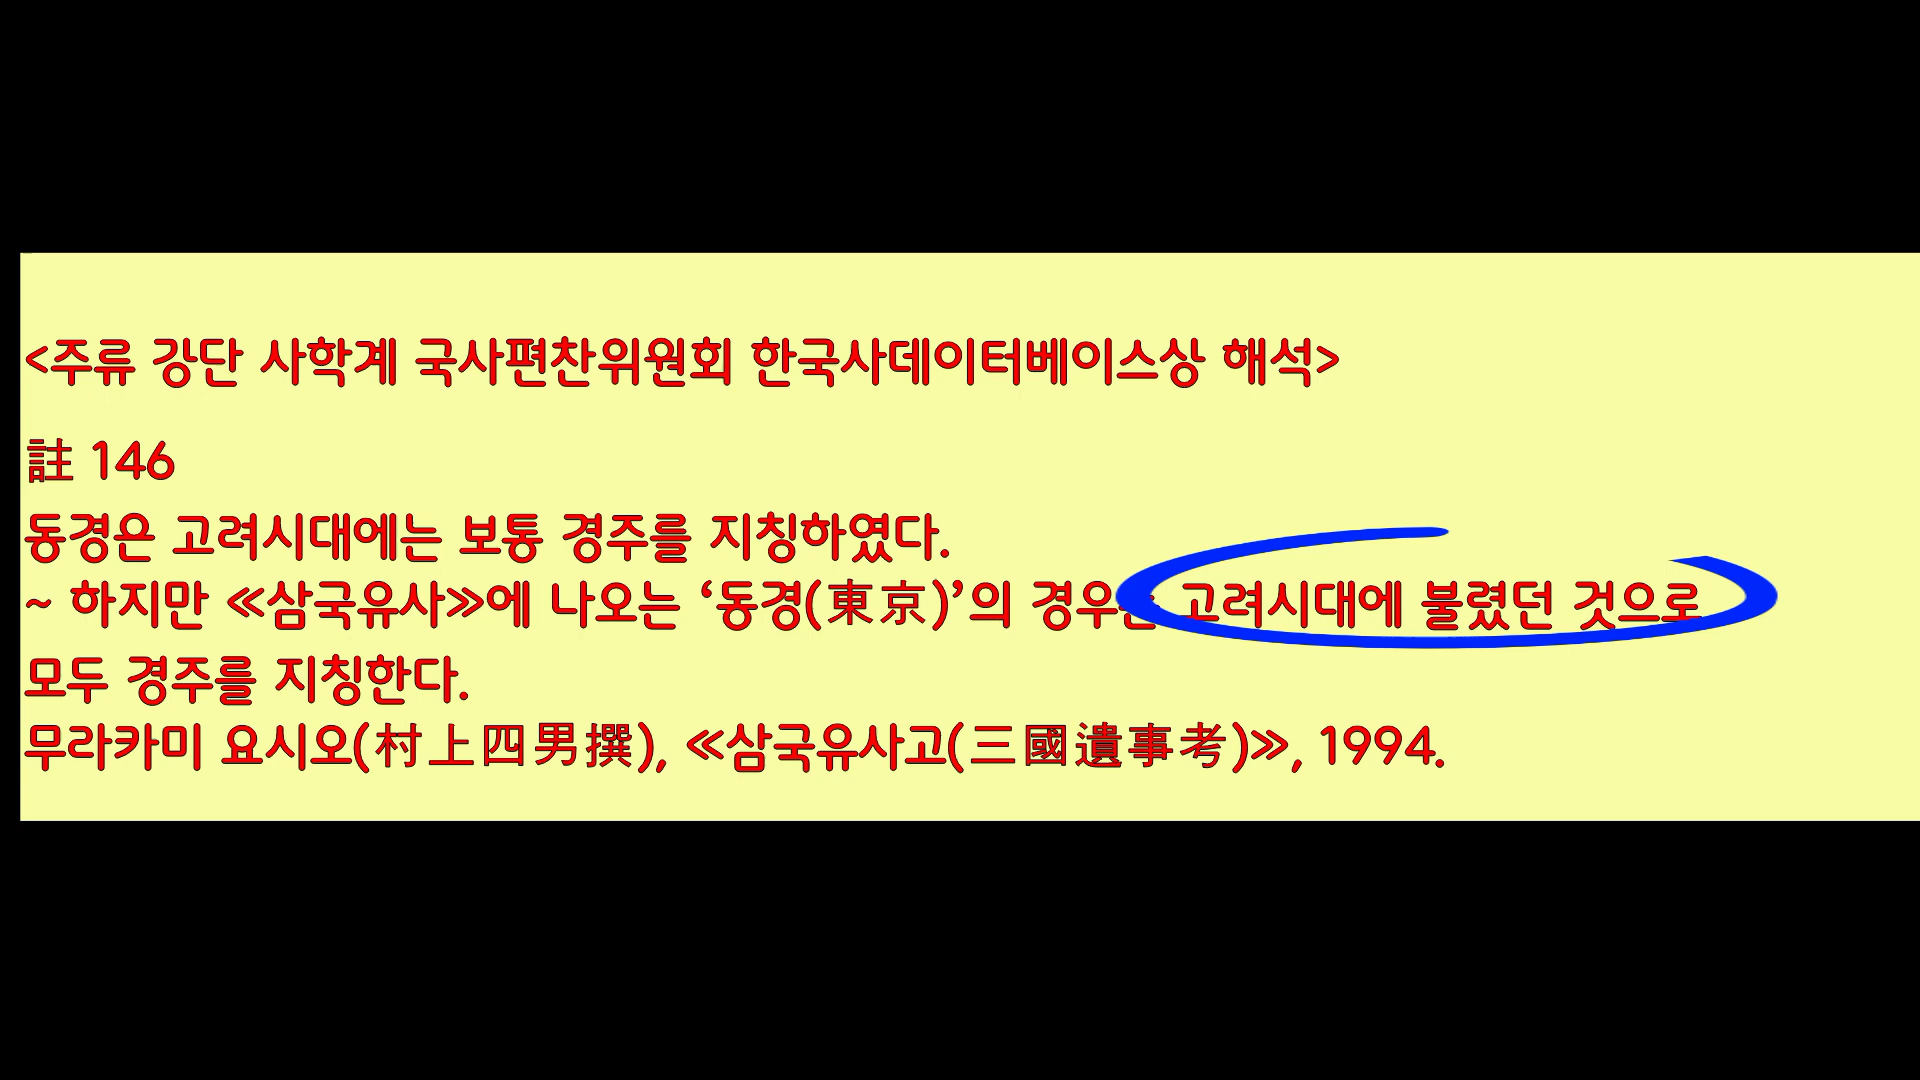 <주류 강단 사학계 국사편찬위원회 한국사데이터베이스상 해석>
註 146
동경은 고려시대에는 보통 경주를 지칭하였다.
~ 하지만 ≪삼국유사≫에 나오는 ‘동경(東京)’의 경우는 고려시대에 불렸던 것으로
모두 경주를 지칭한다.
무라카미 요시오(村上四男撰), ≪삼국유사고(三國遺事考)≫, 1994.